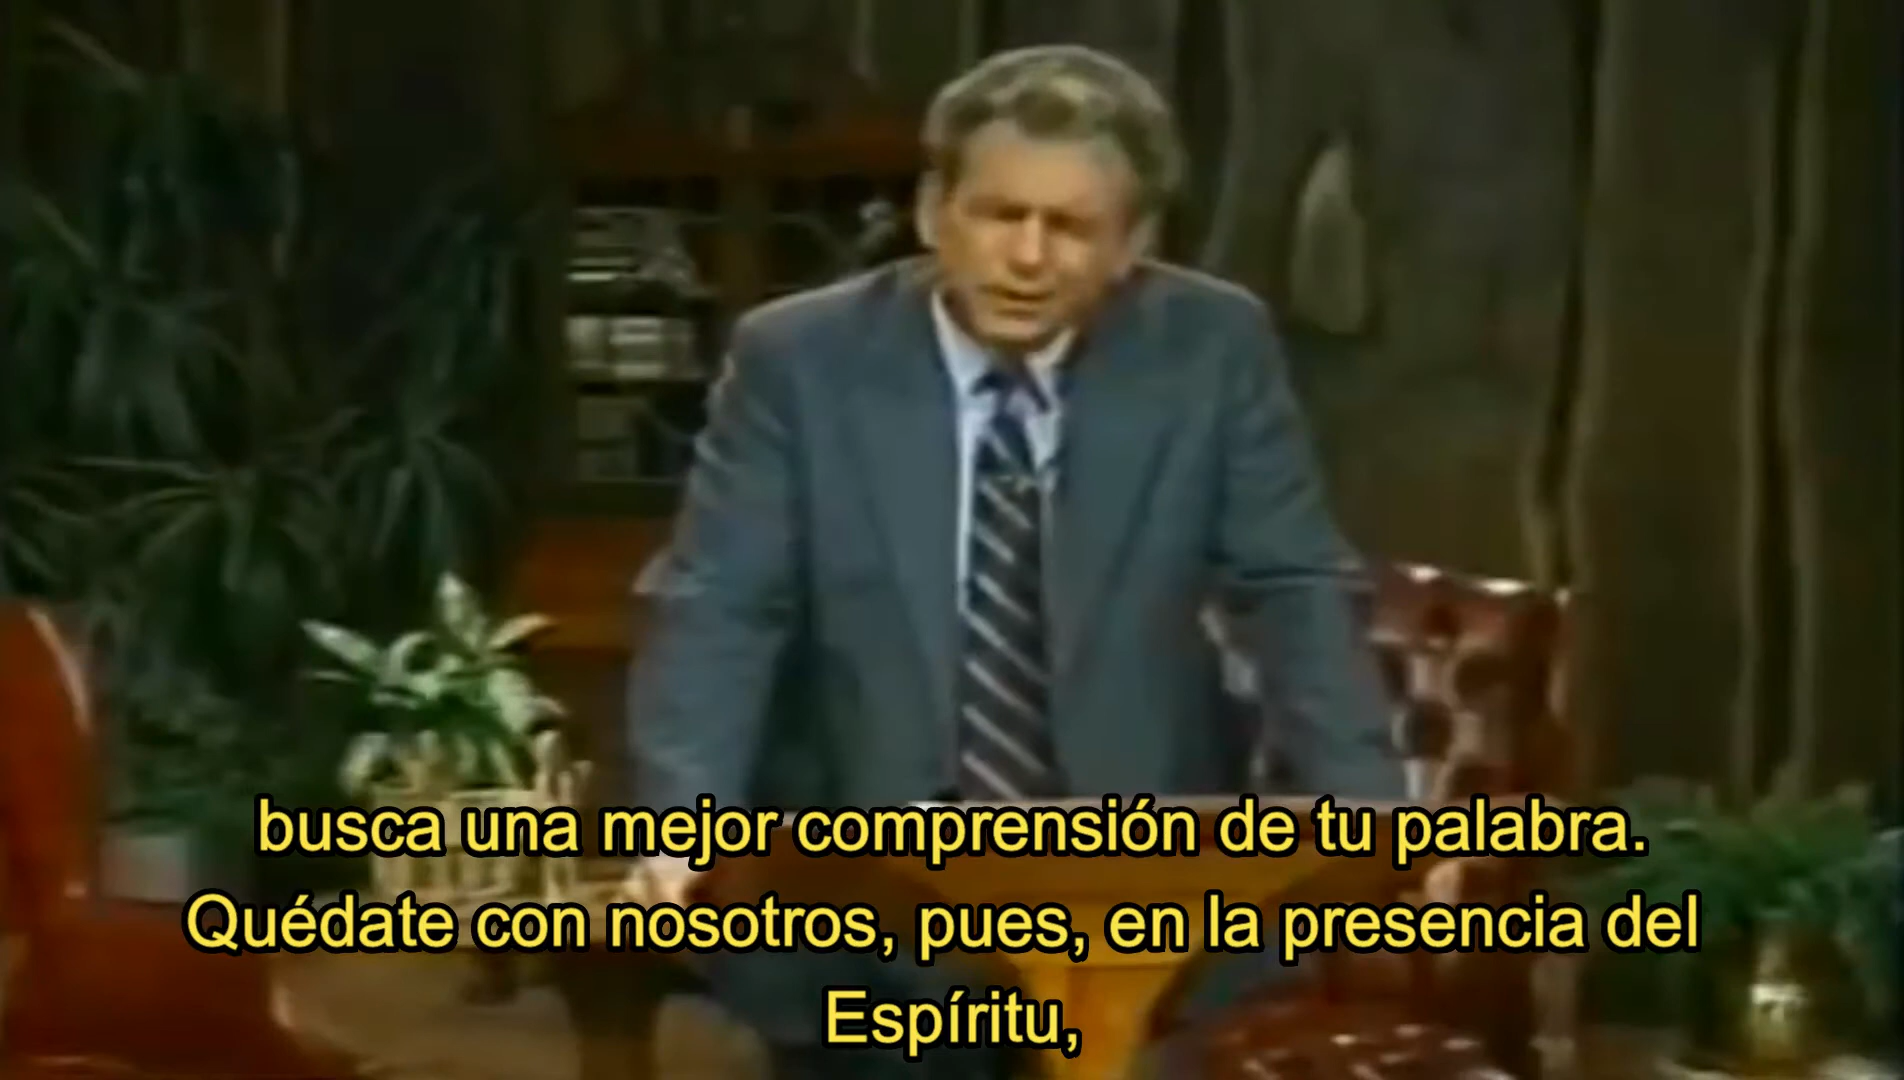 busca una mejor comprensión de tu palabra.
Quédate con nosotros, pues, en la presencia del
Espíritu,